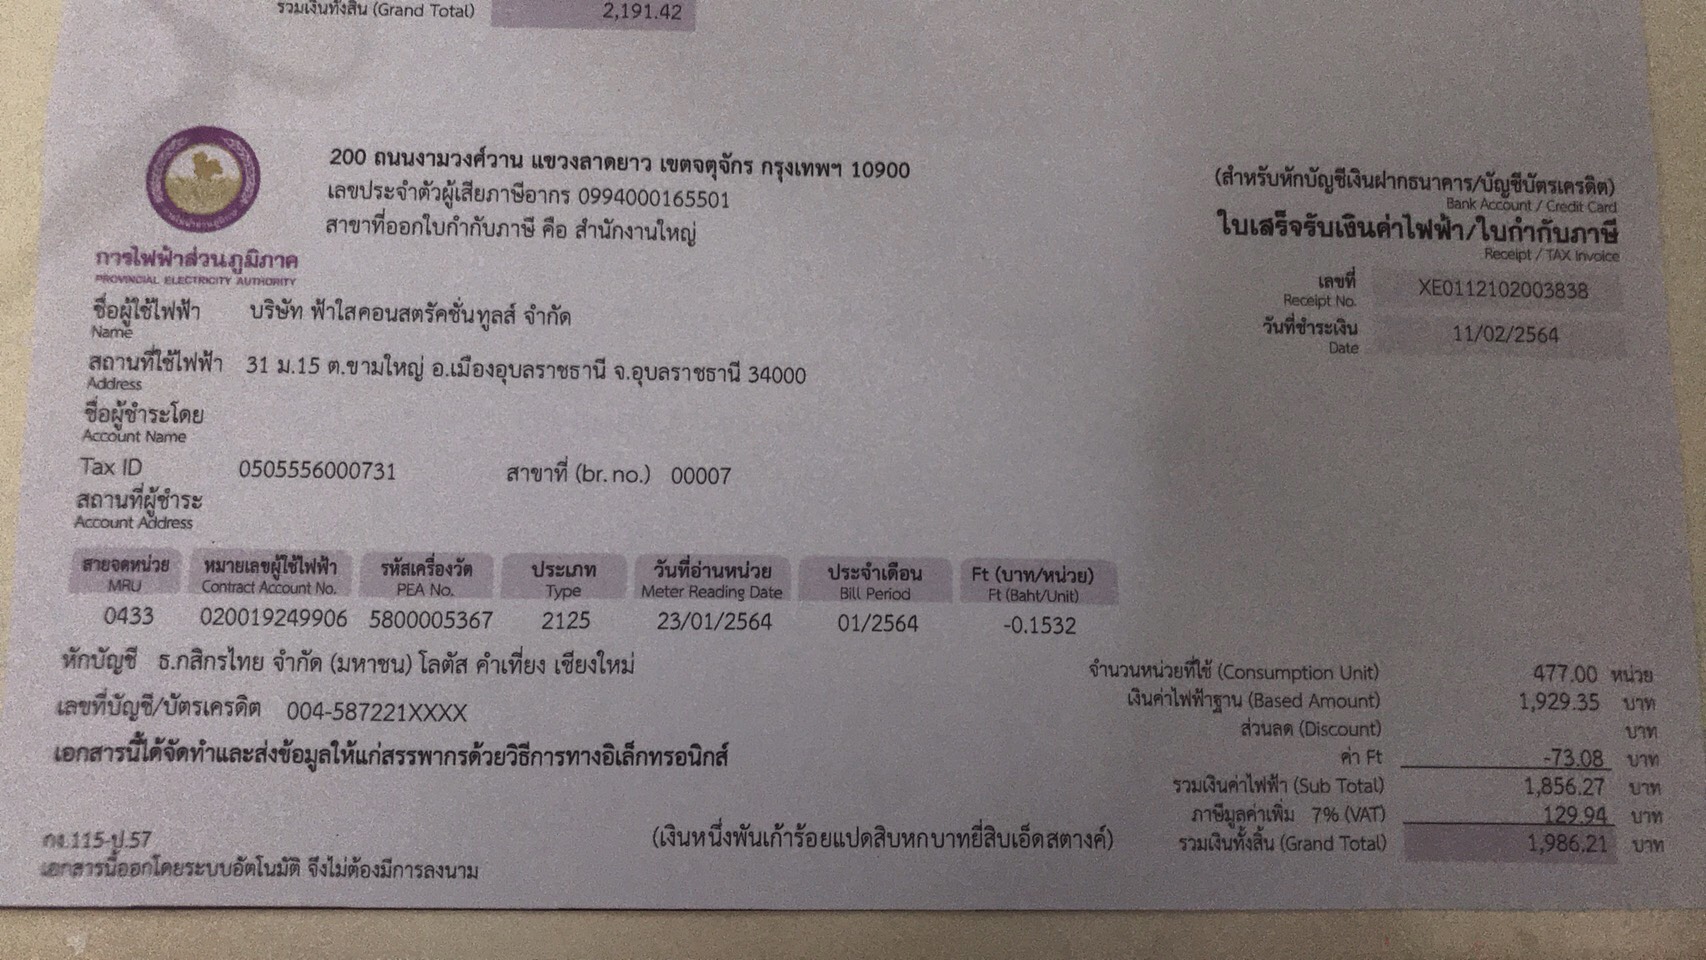 รวมเงินทั้งสิ้น (Grand Total) 2,191.42
200 ถนนงามวงศ์วาน แขวงลาดยาว เขตจตุจักร กรุงเทพฯ 10900
เลขประจำตัวผู้เสียภาษีอากร 0994000165501
สาขาที่ออกใบกำกับภาษี คือ สำนักงานใหญ่
(สำหรับหักบัญชีเงินฝากธนาคาร/บัญชีบัตรเครดิต)
Bank Account / Credit Card
ใบเสร็จรับเงินค่าไฟฟ้า/ใบกำกับภาษี
Receipt / TAX Invoice
การไฟฟ้าส่วนภูมิภาค
PROVINCIAL ELECTRICITY AUTHORITY
เลขที่ XE0112102003838
Receipt No.
วันที่ชำระเงิน 11/02/2564
Date
ชื่อผู้ใช้ไฟฟ้า บริษัท ฟ้าใสคอนสตรัคชั่นทูลส์ จำกัด
Name
สถานที่ใช้ไฟฟ้า 31 ม.15 ต.ขามใหญ่ อ.เมืองอุบลราชธานี จ.อุบลราชธานี 34000
Address
ชื่อผู้ชำระโดย
Account Name
Tax ID 0505556000731 สาขาที่ (br. no.) 00007
สถานที่ผู้ชำระ
Account Address
สายจดหน่วย หมายเลขผู้ใช้ไฟฟ้า รหัสเครื่องวัด ประเภท วันที่อ่านหน่วย ประจำเดือน Ft (บาท/หน่วย)
MRU Contract Account No. PEA No. Type Meter Reading Date Bill Period Ft (Baht/Unit)
0433 020019249906 5800005367 2125 23/01/2564 01/2564 -0.1532
หักบัญชี ธ.กสิกรไทย จำกัด (มหาชน) โลตัส คำเที่ยง เชียงใหม่
เลขที่บัญชี/บัตรเครดิต 004-587221XXXX
เอกสารนี้ได้จัดทำและส่งข้อมูลให้แก่สรรพากรด้วยวิธีการทางอิเล็กทรอนิกส์
จำนวนหน่วยที่ใช้ (Consumption Unit) 477.00 หน่วย
เงินค่าไฟฟ้าฐาน (Based Amount) 1,929.35 บาท
ส่วนลด (Discount) บาท
ค่า Ft -73.08 บาท
รวมเงินค่าไฟฟ้า (Sub Total) 1,856.27 บาท
ภาษีมูลค่าเพิ่ม 7% (VAT) 129.94 บาท
รวมเงินทั้งสิ้น (Grand Total) 1,986.21 บาท
(เงินหนึ่งพันเก้าร้อยแปดสิบหกบาทยี่สิบเอ็ดสตางค์)
กง.115-ป.57
เอกสารนี้ออกโดยระบบอัตโนมัติ จึงไม่ต้องมีการลงนาม